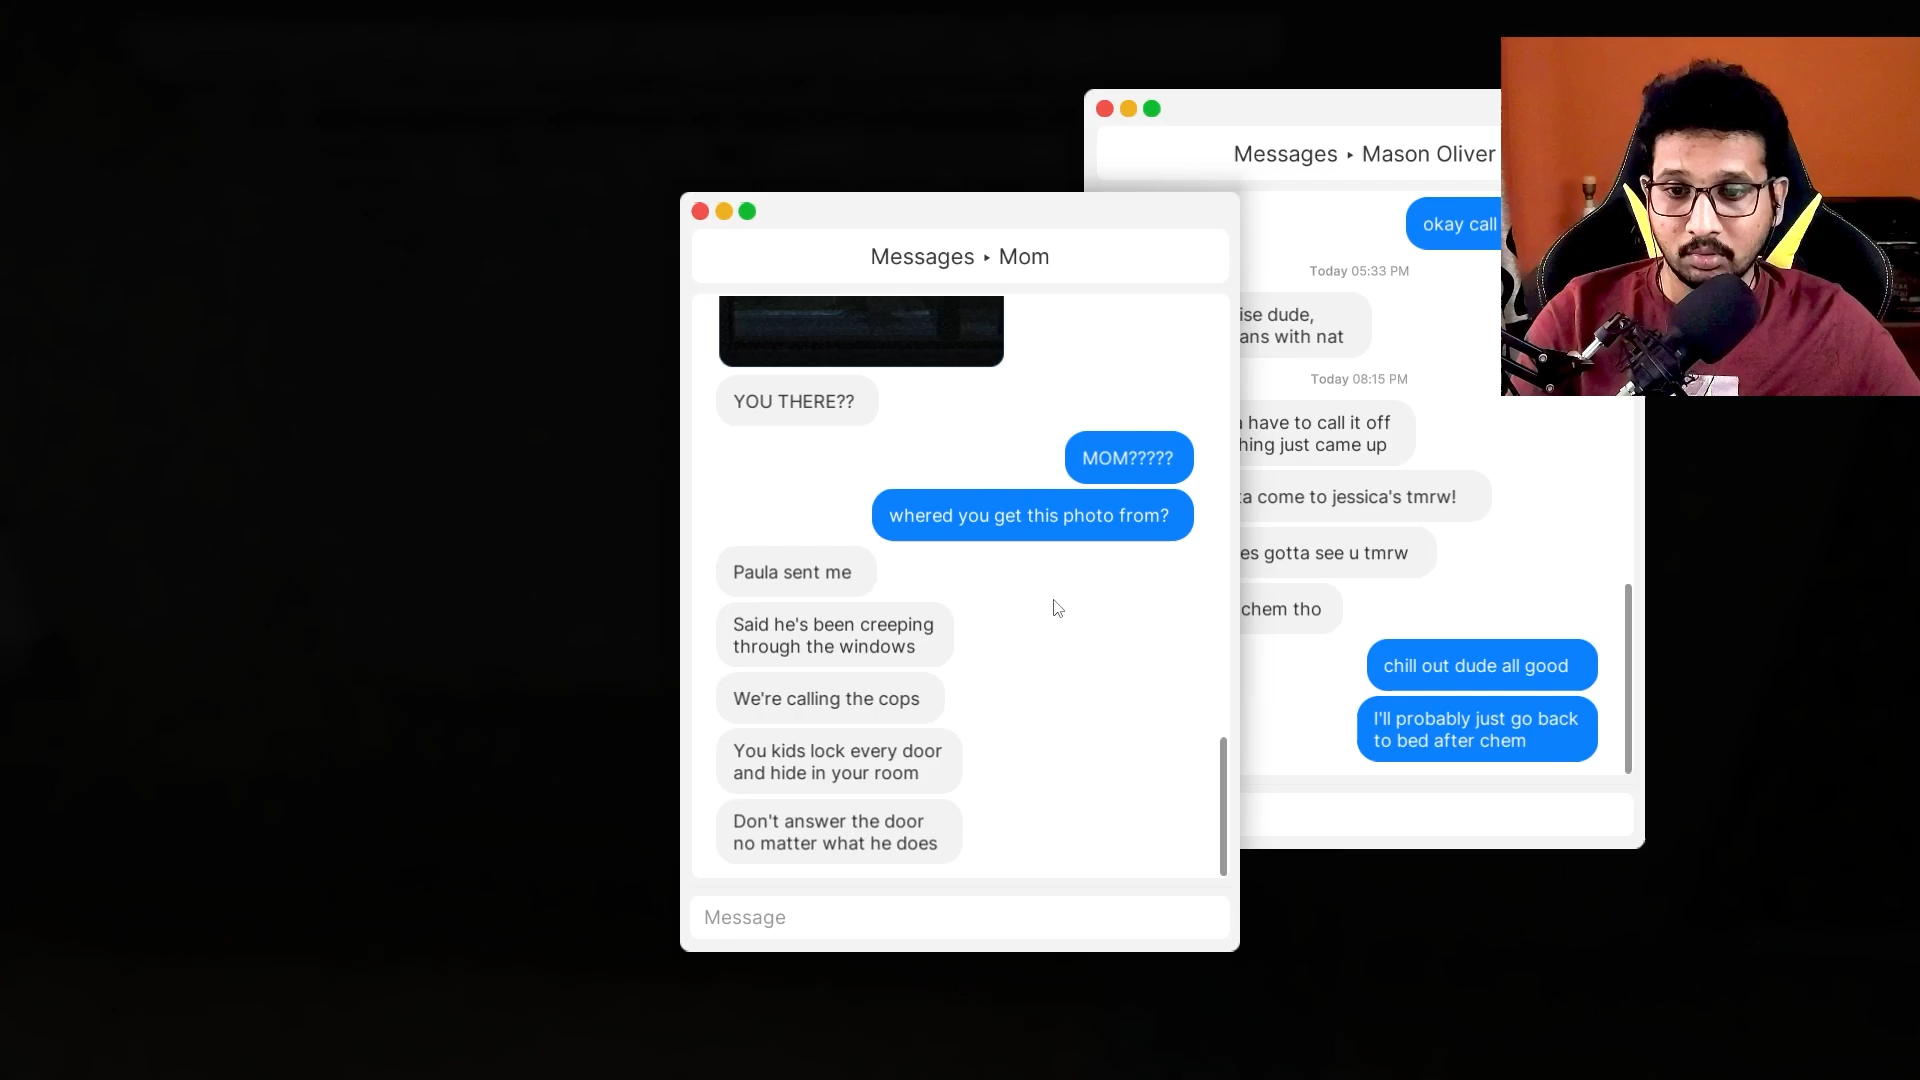 Messages ▸ Mom
YOU THERE??
MOM?????
whered you get this photo from?
Paula sent me
Said he's been creeping
through the windows
We're calling the cops
You kids lock every door
and hide in your room
Don't answer the door
no matter what he does
Message
Messages ▸ Mason Oliver
okay call
Today 05:33 PM
dude,
with nat
Today 08:15 PM
have to call it off
just came up
come to jessica's tmrw!
gotta see u tmrw
chem tho
chill out dude all good
I'll probably just go back
to bed after chem